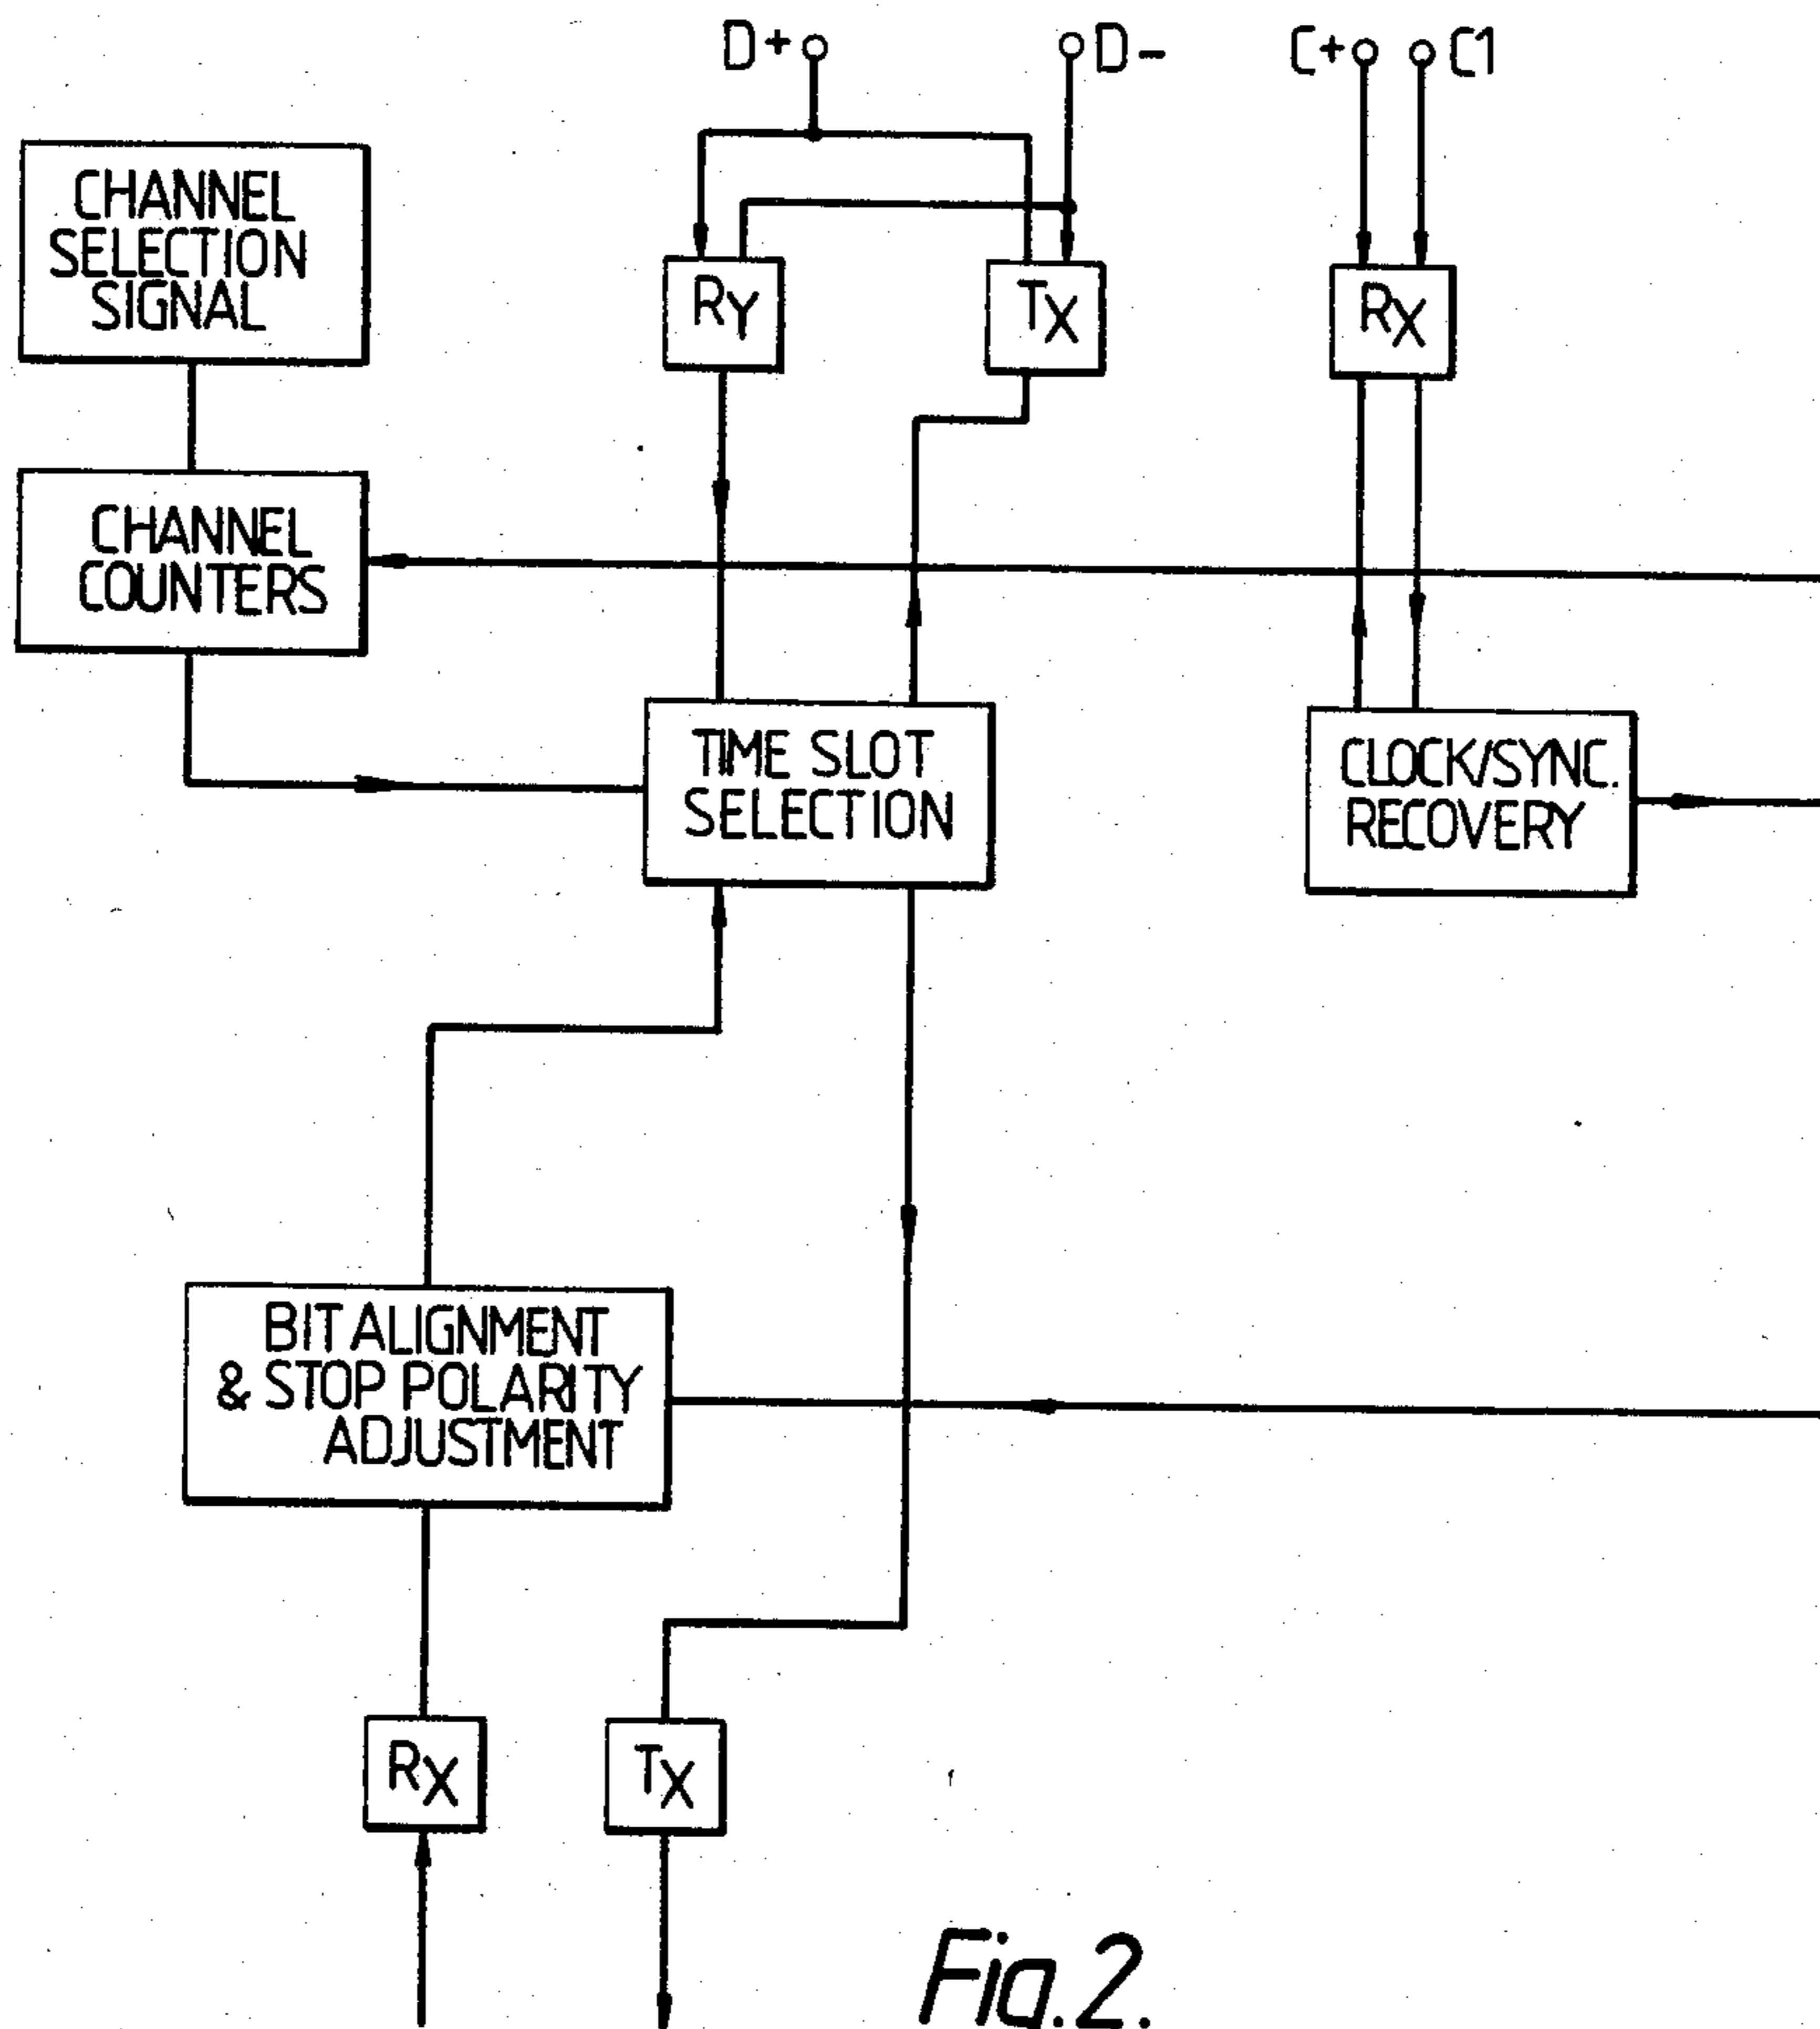 D+
D-
C+
C1
CHANNEL
SELECTION
SIGNAL
RY
TX
RX
CHANNEL
COUNTERS
TIME SLOT
SELECTION
CLOCK/SYNC.
RECOVERY
BIT ALIGNMENT
& STOP POLARITY
ADJUSTMENT
RX
TX
Fig.2.